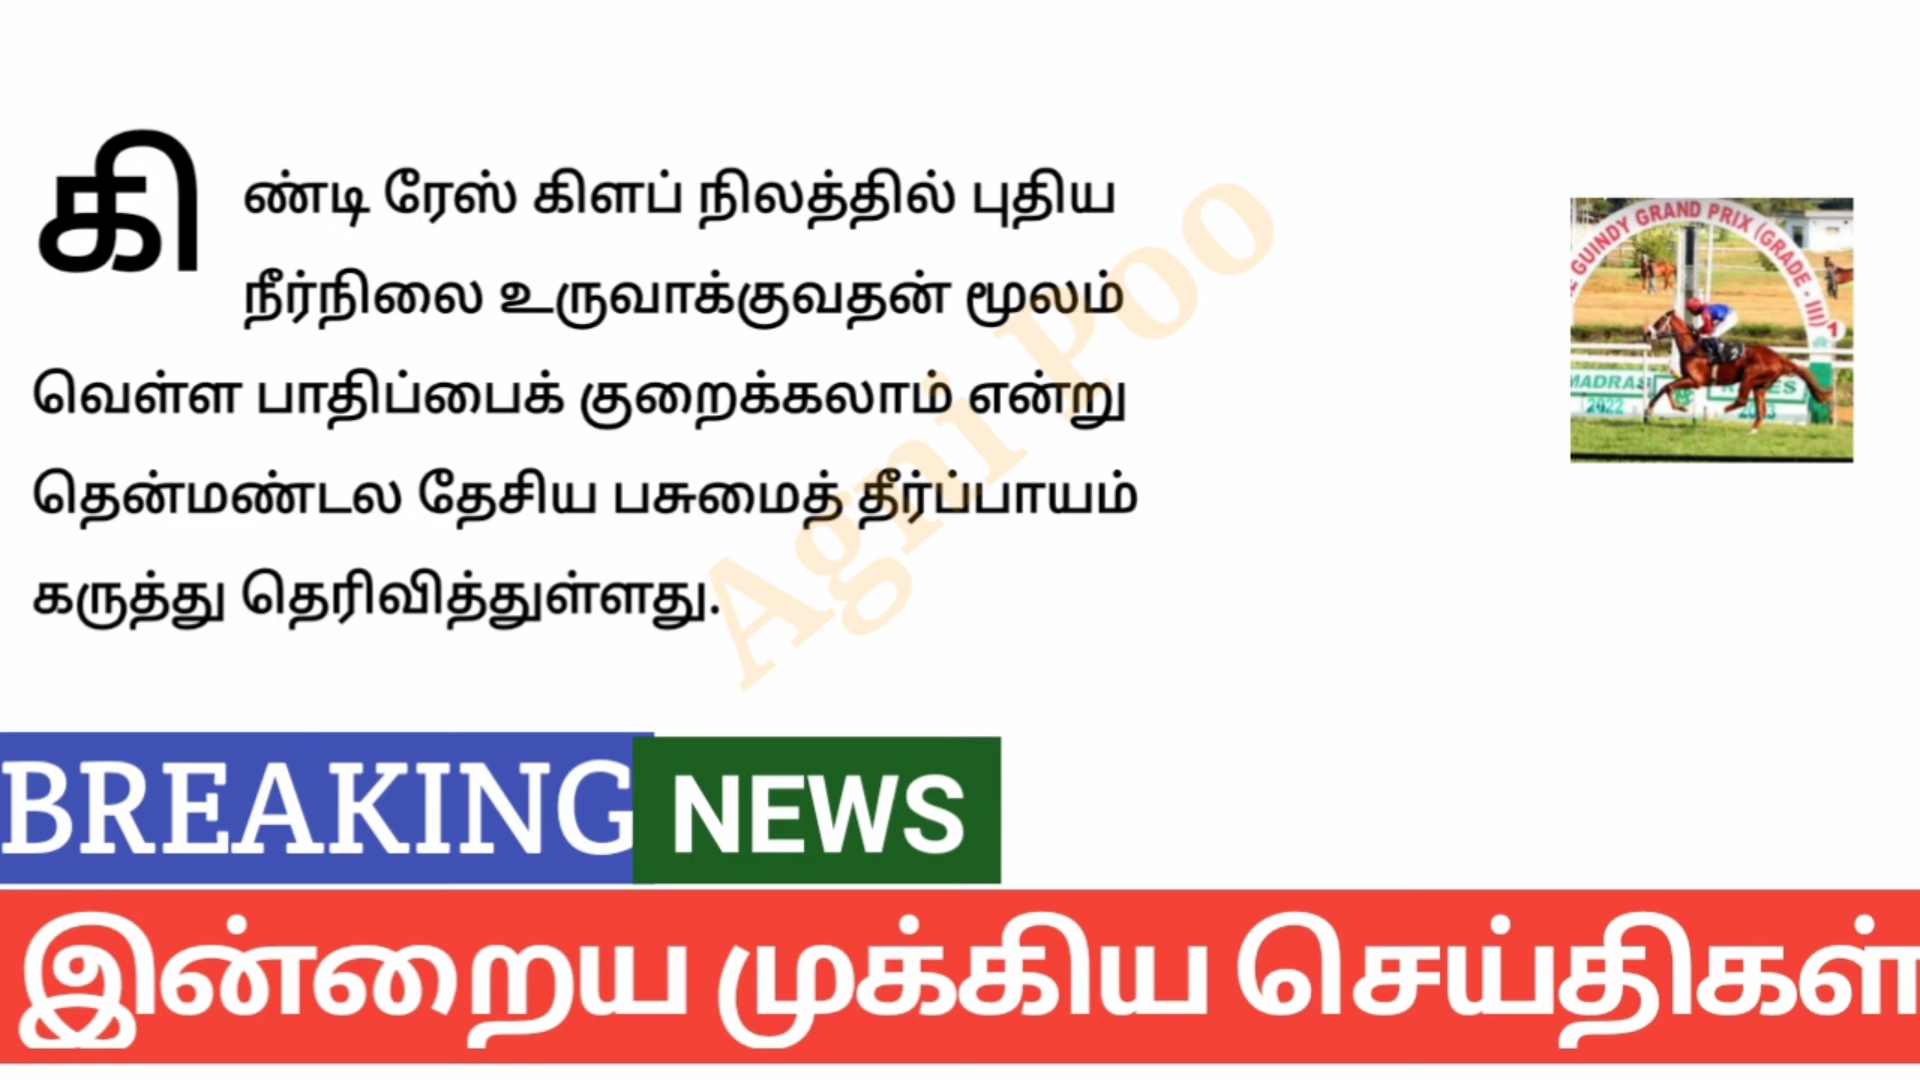 கிண்டி ரேஸ் கிளப் நிலத்தில் புதிய
நீர்நிலை உருவாக்குவதன் மூலம்
வெள்ள பாதிப்பைக் குறைக்கலாம் என்று
தென்மண்டல தேசிய பசுமைத் தீர்ப்பாயம்
கருத்து தெரிவித்துள்ளது.
Agni Poo
GUINDY GRAND PRIX (GRADE - III)
1
MADRAS
2022
BREAKING NEWS
இன்றைய முக்கிய செய்திகள்